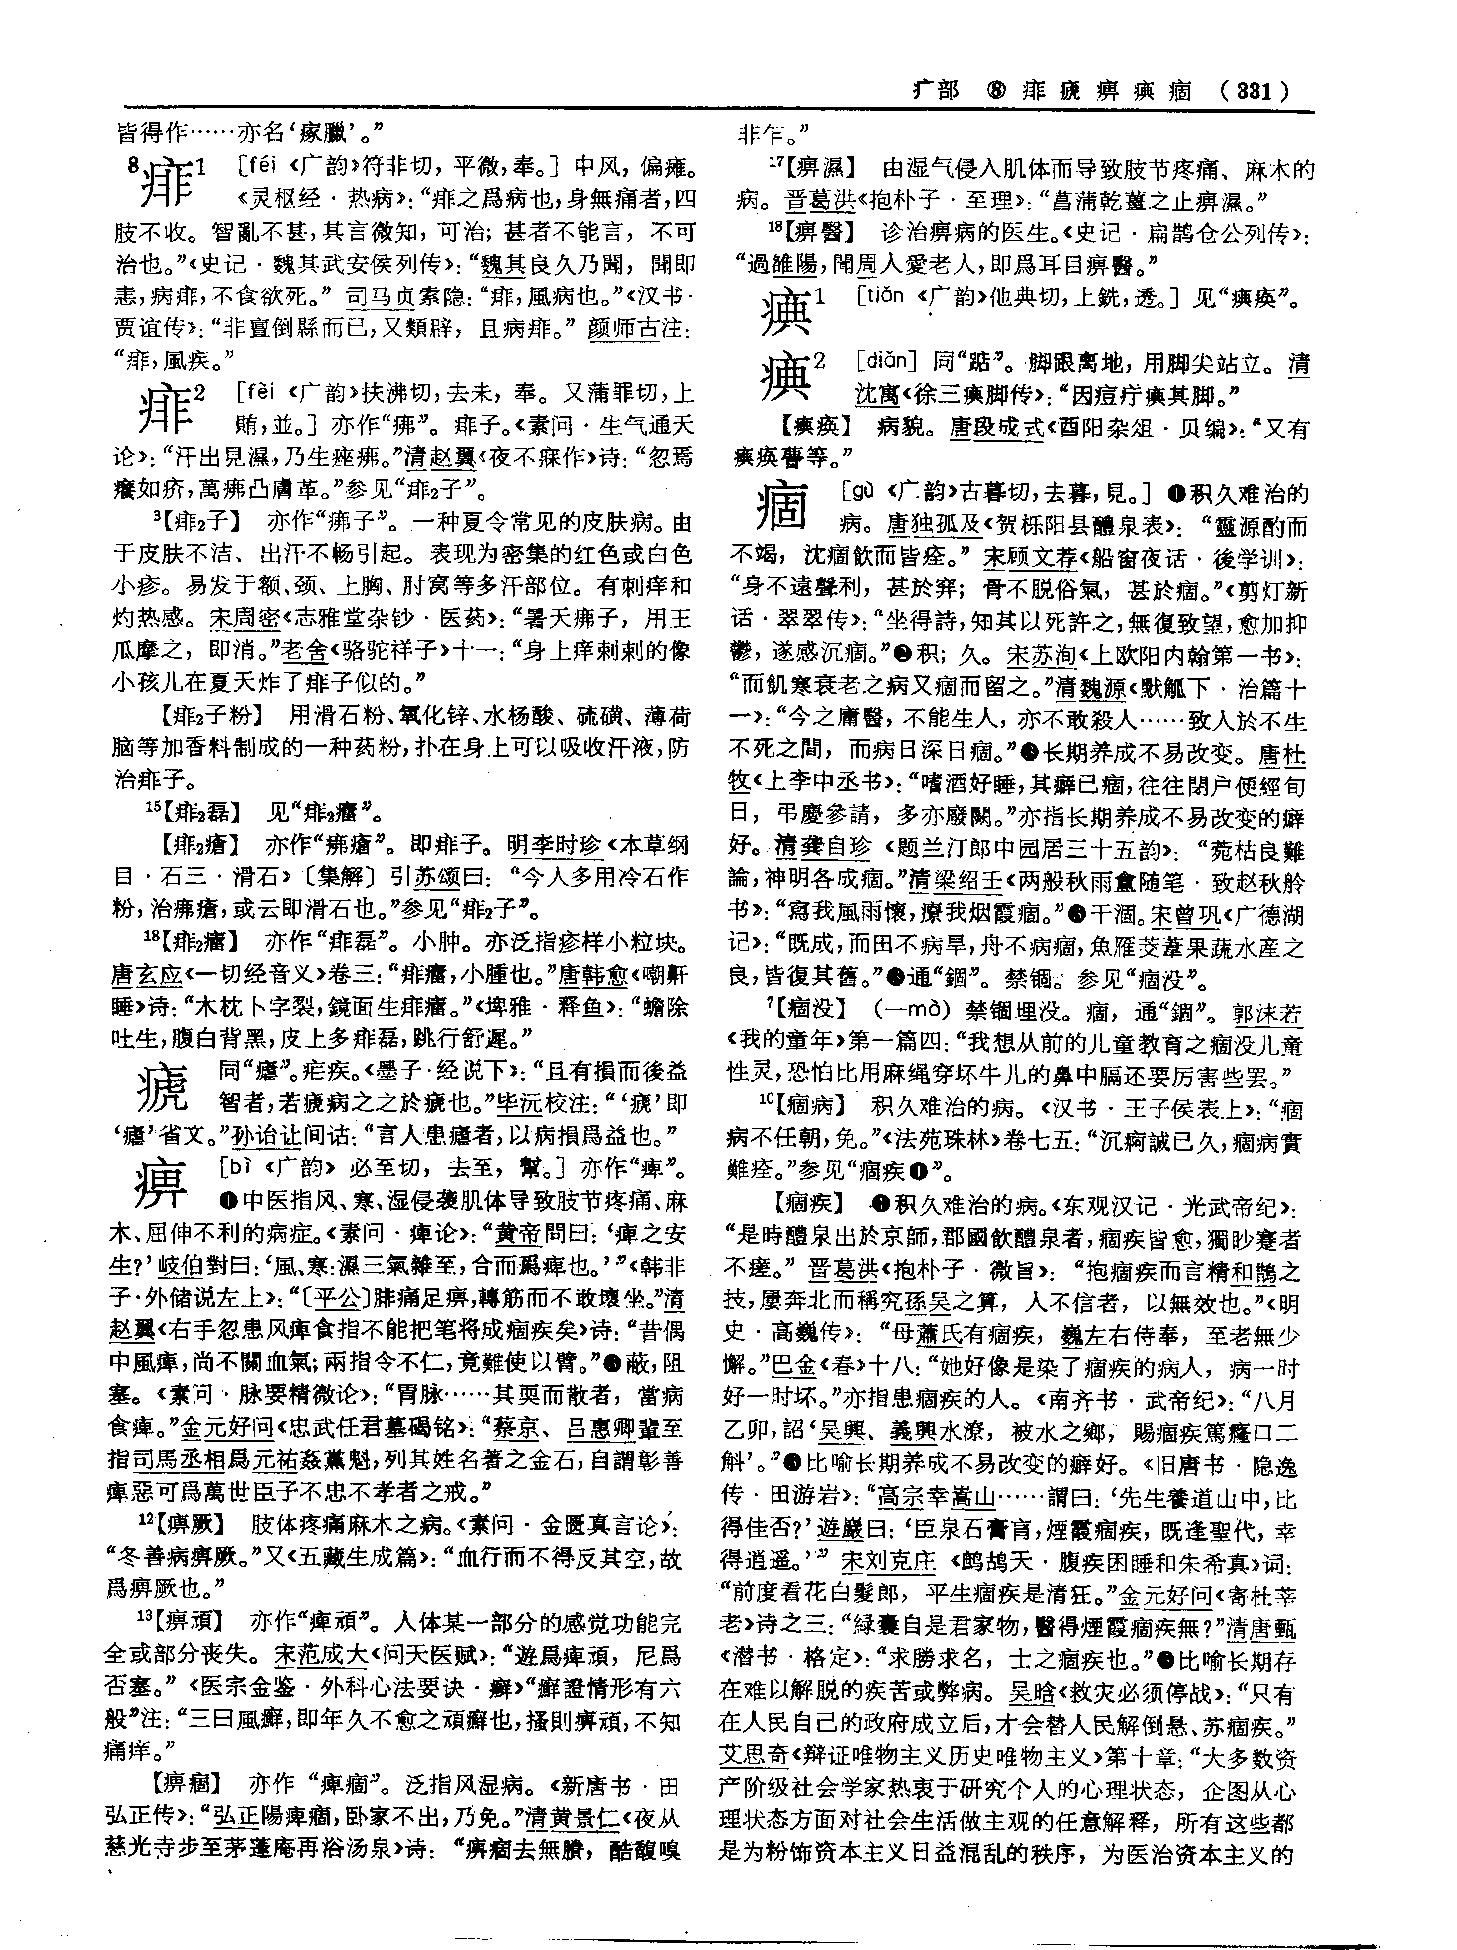 疒部 ⑧ 痱 㾐 痹 痶 痼 （331）
皆得作……亦名‘瘃臘’。”
⁸痱¹ [féi 《广韵》符非切，平微，奉。] 中风，偏瘫。
《灵枢经·热病》：“痱之爲病也，身無痛者，四
肢不收。智亂不甚，其言微知，可治；甚者不能言，不可
治也。”《史记·魏其武安侯列传》：“魏其良久乃聞，聞即
恚，病痱，不食欲死。”司马贞索隐：“痱，風病也。”《汉书·
贾谊传》：“非亶倒縣而已，又類辟，且病痱。”颜师古注：
“痱，風疾。”
痱² [fèi 《广韵》扶沸切，去未，奉。又蒲罪切，上
賄，並。] 亦作“疿”。痱子。《素问·生气通天
论》：“汗出見濕，乃生痤疿。”清赵翼《夜不寐作》诗：“忽焉
癢如疥，萬疿凸膚革。”参见“痱₂子”。
³【痱₂子】 亦作“疿子”。一种夏令常见的皮肤病。由
于皮肤不洁、出汗不畅引起。表现为密集的红色或白色
小疹。易发于额、颈、上胸、肘窝等多汗部位。有刺痒和
灼热感。宋周密《志雅堂杂钞·医药》：“暑天疿子，用王
瓜摩之，即消。”老舍《骆驼祥子》十一：“身上痒刺刺的像
小孩儿在夏天炸了痱子似的。”
【痱₂子粉】 用滑石粉、氧化锌、水杨酸、硫磺、薄荷
脑等加香料制成的一种药粉，扑在身上可以吸收汗液，防
治痱子。
¹⁵【痱₂磊】 见“痱₂癗”。
【痱₂瘡】 亦作“疿瘡”。即痱子。明李时珍《本草纲
目·石三·滑石》〔集解〕引苏颂曰：“今人多用冷石作
粉，治疿瘡，或云即滑石也。”参见“痱₂子”。
¹⁸【痱₂癗】 亦作“痱磊”。小肿。亦泛指疹样小粒块。
唐玄应《一切经音义》卷三：“痱癗，小腫也。”唐韩愈《嘲鼾
睡》诗：“木枕卜字裂，鏡面生痱癗。”《埤雅·释鱼》：“蟾除
吐生，腹白背黑，皮上多痱磊，跳行舒遲。”
㾐 同“瘧”。疟疾。《墨子·经说下》：“且有損而後益
智者，若㾐病之之於㾐也。”毕沅校注：“‘㾐’即
‘瘧’省文。”孙诒让间诂：“言人患瘧者，以病損爲益也。”
痹 [bì 《广韵》必至切，去至，幫。] 亦作“痺”。
❶中医指风、寒、湿侵袭肌体导致肢节疼痛、麻
木、屈伸不利的病症。《素问·痺论》：“黄帝問曰：‘痺之安
生？’岐伯對曰：‘風、寒、濕三氣雜至，合而爲痺也。’”《韩非
子·外储说左上》：“〔平公〕腓痛足痹，轉筋而不敢壞坐。”清
赵翼《右手忽患风痺食指不能把笔将成痼疾矣》诗：“昔偶
中風痺，尚不關血氣；兩指令不仁，竟難使以臂。”❷蔽，阻
塞。《素问·脉要精微论》：“胃脉……其耎而散者，當病
食痺。”金元好问《忠武任君墓碣铭》：“蔡京、吕惠卿輩至
指司馬丞相爲元祐姦黨魁，列其姓名著之金石，自謂彰善
痺惡可爲萬世臣子不忠不孝者之戒。”
¹²【痹厥】 肢体疼痛麻木之病。《素问·金匮真言论》：
“冬善病痹厥。”又《五藏生成篇》：“血行而不得反其空，故
爲痹厥也。”
¹³【痹頑】 亦作“痺頑”。人体某一部分的感觉功能完
全或部分丧失。宋范成大《问天医赋》：“遊爲痺頑，尼爲
否塞。”《医宗金鉴·外科心法要诀·癣》“癬證情形有六
般”注：“三曰風癬，即年久不愈之頑癬也，搔則痹頑，不知
痛痒。”
【痹痼】 亦作“痺痼”。泛指风湿病。《新唐书·田
弘正传》：“弘正陽痺痼，卧家不出，乃免。”清黄景仁《夜从
慈光寺步至茅蓬庵再浴汤泉》诗：“痹痼去無賸，酷馥嗅
非乍。”
¹⁷【痹濕】 由湿气侵入肌体而导致肢节疼痛、麻木的
病。晋葛洪《抱朴子·至理》：“菖蒲乾薑之止痹濕。”
¹⁸【痹醫】 诊治痹病的医生。《史记·扁鹊仓公列传》：
“過雒陽，聞周人愛老人，即爲耳目痹醫。”
痶¹ [tiǎn 《广韵》他典切，上銑，透。] 见“痶瘓”。
痶² [diǎn] 同“踮”。脚跟离地，用脚尖站立。清
沈寓《徐三痶脚传》：“因痘疔痶其脚。”
【痶瘓】 病貌。唐段成式《酉阳杂俎·贝编》：“又有
痶瘓瞢等。”
痼 [gù 《广韵》古暮切，去暮，見。] ❶积久难治的
病。唐独孤及《贺栎阳县醴泉表》：“靈源酌而
不竭，沈痼飲而皆痊。”宋顾文荐《船窗夜话·後学训》：
“身不遠聲利，甚於穽；骨不脱俗氣，甚於痼。”《剪灯新
话·翠翠传》：“坐得詩，知其以死許之，無復致望，愈加抑
鬱，遂感沉痼。”❷积；久。宋苏洵《上欧阳内翰第一书》：
“而飢寒衰老之病又痼而留之。”清魏源《默觚下·治篇十
一》：“今之庸醫，不能生人，亦不敢殺人……致人於不生
不死之間，而病日深日痼。”❸长期养成不易改变。唐杜
牧《上李中丞书》：“嗜酒好睡，其癖已痼，往往閉户便經旬
日，弔慶參請，多亦廢闕。”亦指长期养成不易改变的癖
好。清龚自珍《题兰汀郎中园居三十五韵》：“菀枯良難
論，神明各成痼。”清梁绍壬《两般秋雨盦随笔·致赵秋舲
书》：“寫我風雨懷，療我烟霞痼。”❹干涸。宋曾巩《广德湖
记》：“既成，而田不病旱，舟不病痼，魚雁茭葦果蔬水產之
良，皆復其舊。”❺通“錮”。禁锢。参见“痼没”。
⁷【痼没】 （—mò）禁锢埋没。痼，通“錮”。郭沫若
《我的童年》第一篇四：“我想从前的儿童教育之痼没儿童
性灵，恐怕比用麻绳穿坏牛儿的鼻中膈还要厉害些罢。”
¹⁰【痼病】 积久难治的病。《汉书·王子侯表上》：“痼
病不任朝，免。”《法苑珠林》卷七五：“沉痾誠已久，痼病實
難痊。”参见“痼疾❶”。
【痼疾】 ❶积久难治的病。《东观汉记·光武帝纪》：
“是時醴泉出於京師，郡國飲醴泉者，痼疾皆愈，獨眇蹇者
不瘥。”晋葛洪《抱朴子·微旨》：“抱痼疾而言精和鵲之
技，屢奔北而稱究孫吴之算，人不信者，以無效也。”《明
史·高巍传》：“母蕭氏有痼疾，巍左右侍奉，至老無少
懈。”巴金《春》十八：“她好像是染了痼疾的病人，病一时
好一时坏。”亦指患痼疾的人。《南齐书·武帝纪》：“八月
乙卯，詔‘吴興、義興水潦，被水之鄉，賜痼疾篤癃口二
斛’。”❷比喻长期养成不易改变的癖好。《旧唐书·隐逸
传·田游岩》：“高宗幸嵩山……謂曰：‘先生養道山中，比
得佳否？’遊巖曰：‘臣泉石膏肓，煙霞痼疾，既逢聖代，幸
得逍遥。’”宋刘克庄《鹧鸪天·腹疾困睡和朱希真》词：
“前度看花白髮郎，平生痼疾是清狂。”金元好问《寄杜莘
老》诗之三：“緑囊自是君家物，醫得煙霞痼疾無？”清唐甄
《潜书·格定》：“求勝求名，士之痼疾也。”❸比喻长期存
在难以解脱的疾苦或弊病。吴晗《救灾必须停战》：“只有
在人民自己的政府成立后，才会替人民解倒悬、苏痼疾。”
艾思奇《辩证唯物主义历史唯物主义》第十章：“大多数资
产阶级社会学家热衷于研究个人的心理状态，企图从心
理状态方面对社会生活做主观的任意解释，所有这些都
是为粉饰资本主义日益混乱的秩序，为医治资本主义的